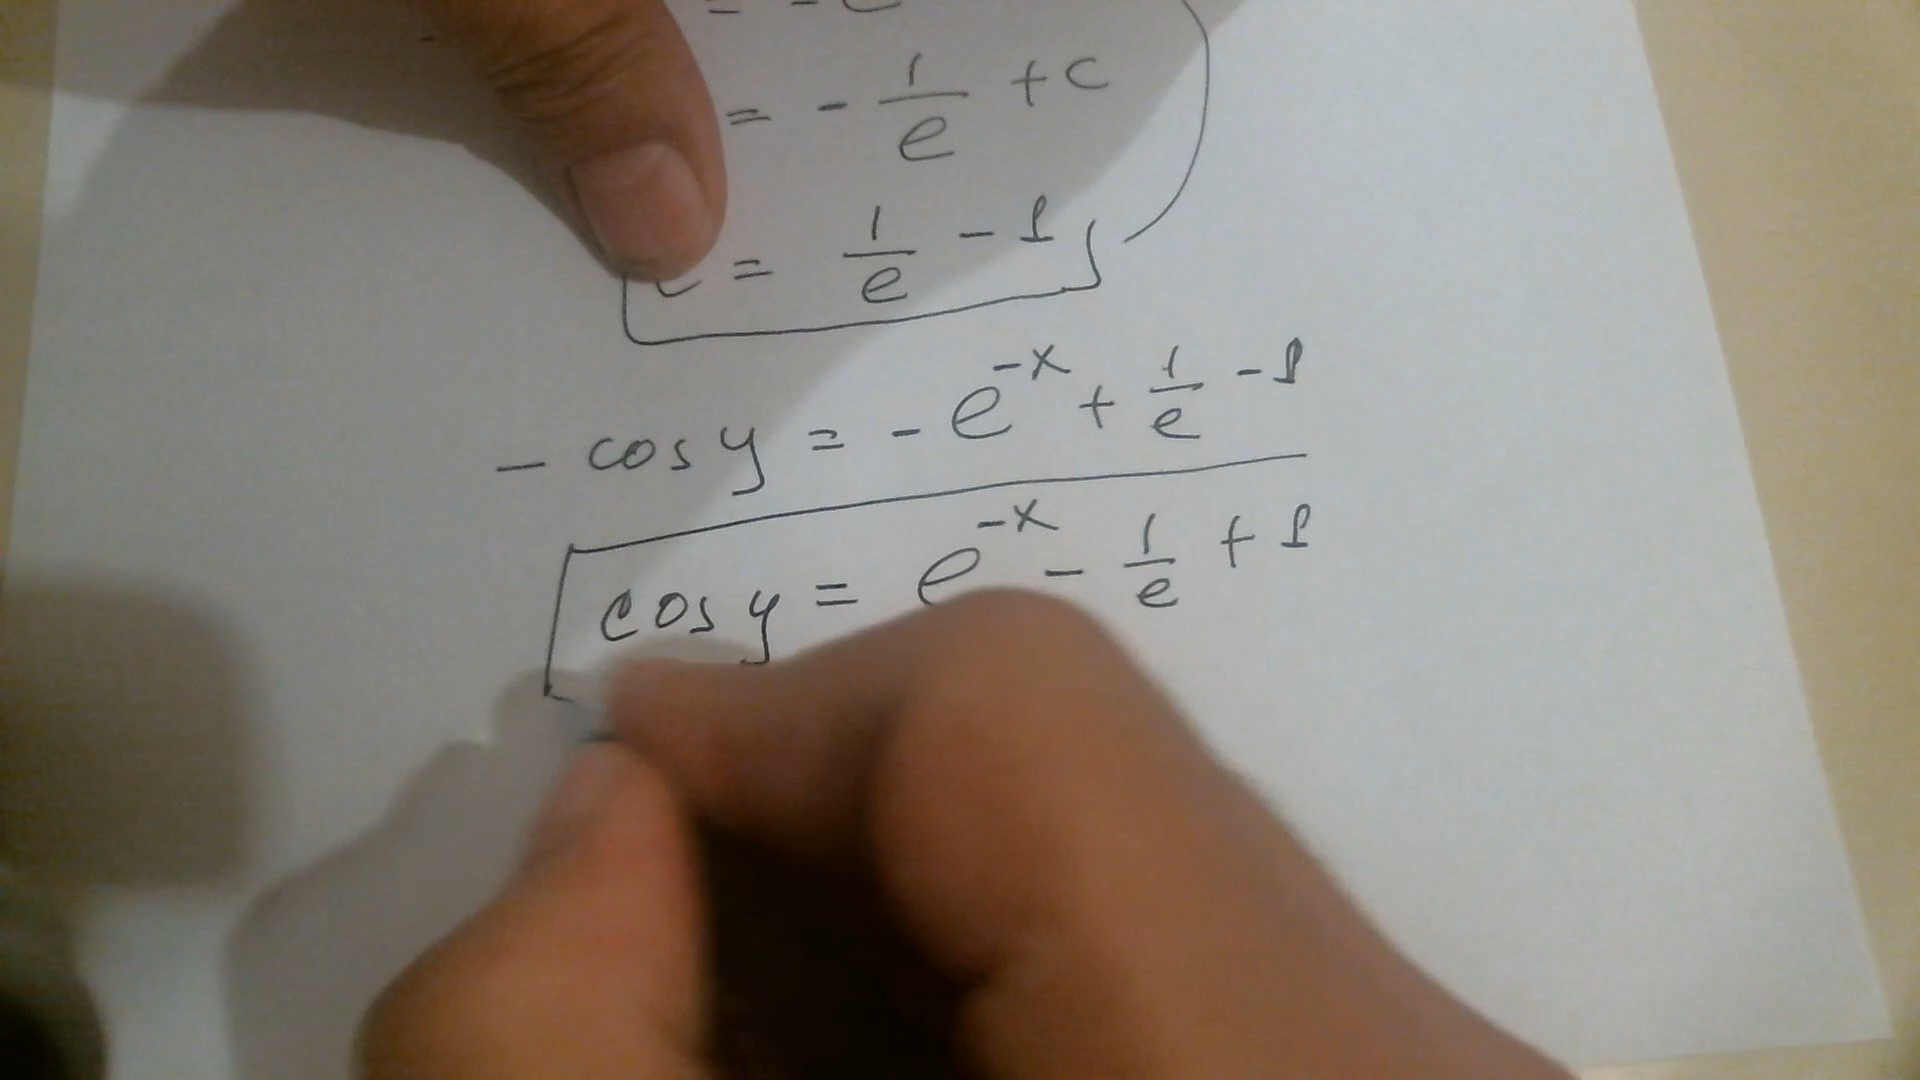 = - 1/e + C
= 1/e - 1
- cos y = - e^-x + 1/e - 1
cos y = e^-x - 1/e + 1